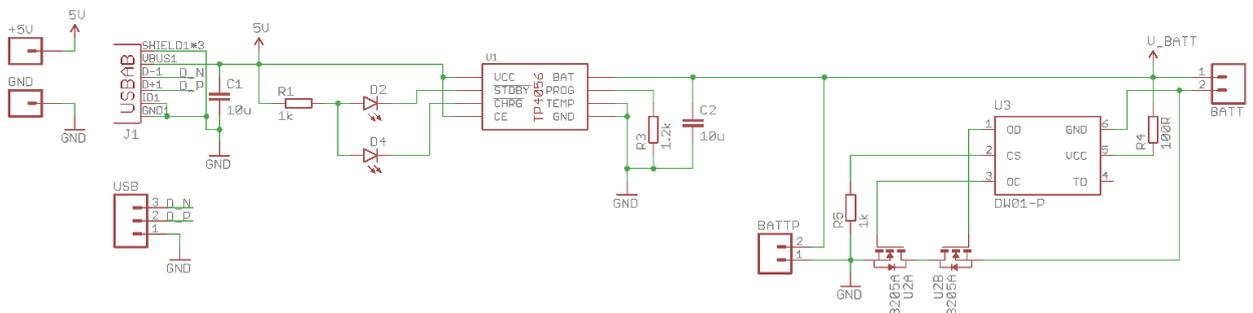 +5V
5V
GND
GND
USBAB
SHIELD1*3
VBUS1
D-1 D_N
D+1 D_P
ID1
GND1
J1
C1
10u
GND
5V
R1
1k
D2
D4
U1
TP4056
VCC
STDBY
CHRG
CE
BAT
PROG
TEMP
GND
R3
1.2k
C2
10u
GND
USB
3 D_N
2 D_P
1
GND
BATTP
2
1
GND
R5
1k
U2A
U2B
U3
1 OD
2 CS
3 OC
GND 6
VCC 5
TD 4
DW01-P
R4
100R
U_BATT
1
2
BATT